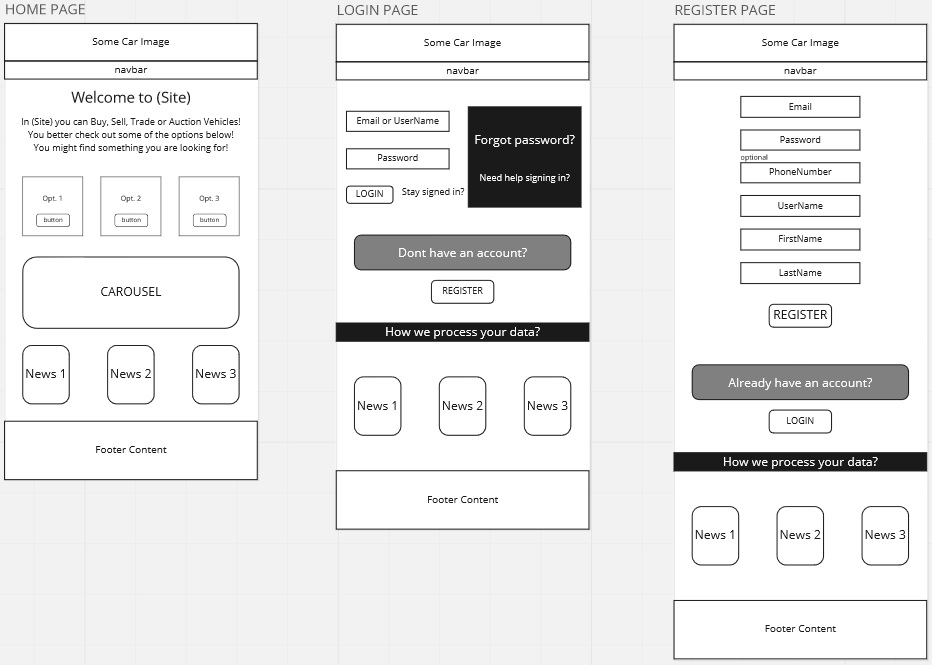 HOME PAGE
Some Car Image
navbar
Welcome to (Site)
In (Site) you can Buy, Sell, Trade or Auction Vehicles!
You better check out some of the options below!
You might find something you are looking for!
Opt. 1
button
Opt. 2
button
Opt. 3
button
CAROUSEL
News 1
News 2
News 3
Footer Content
LOGIN PAGE
Some Car Image
navbar
Email or UserName
Password
LOGIN
Stay signed in?
Forgot password?
Need help signing in?
Dont have an account?
REGISTER
How we process your data?
News 1
News 2
News 3
Footer Content
REGISTER PAGE
Some Car Image
navbar
Email
Password
optional
PhoneNumber
UserName
FirstName
LastName
REGISTER
Already have an account?
LOGIN
How we process your data?
News 1
News 2
News 3
Footer Content